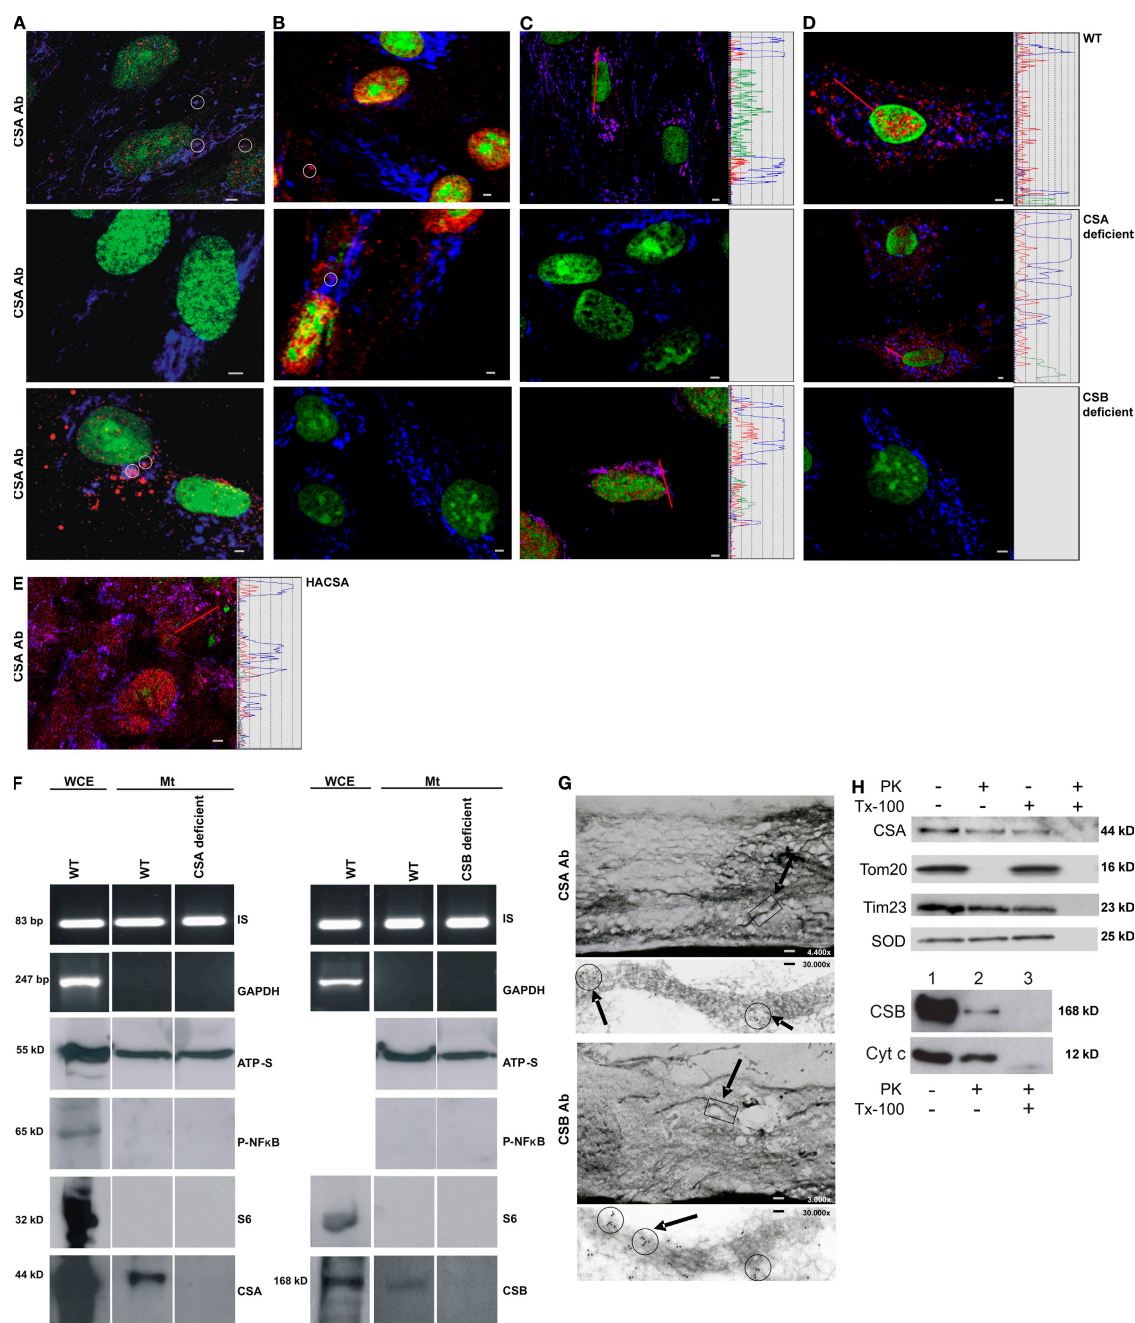 A
B
C
D
WT
CSA Ab
CSA Ab
CSA deficient
CSA Ab
CSB deficient
E
HACSA
CSA Ab
F
WCE
Mt
WT
WT
CSA deficient
83 bp
IS
247 bp
GAPDH
55 kD
ATP-S
65 kD
P-NFκB
32 kD
S6
44 kD
CSA
WCE
Mt
WT
WT
CSB deficient
IS
GAPDH
ATP-S
P-NFκB
S6
168 kD
CSB
G
CSA Ab
4.400x
30.000x
CSB Ab
3.000x
30.000x
H
PK - + - +
Tx-100 - - + +
CSA 44 kD
Tom20 16 kD
Tim23 23 kD
SOD 25 kD
1 2 3
CSB 168 kD
Cyt c 12 kD
PK - + +
Tx-100 - - +